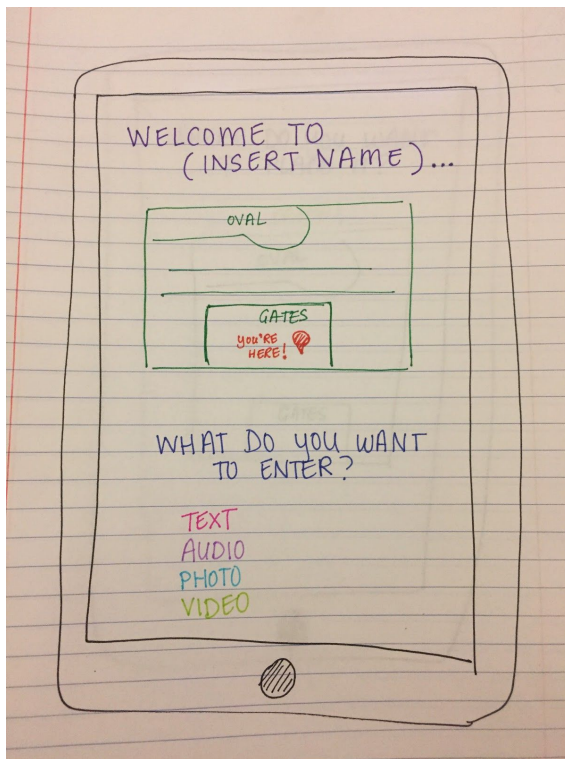 WELCOME TO
(INSERT NAME)...
OVAL
GATES
YOU'RE
HERE!
WHAT DO YOU WANT
TO ENTER?
TEXT
AUDIO
PHOTO
VIDEO